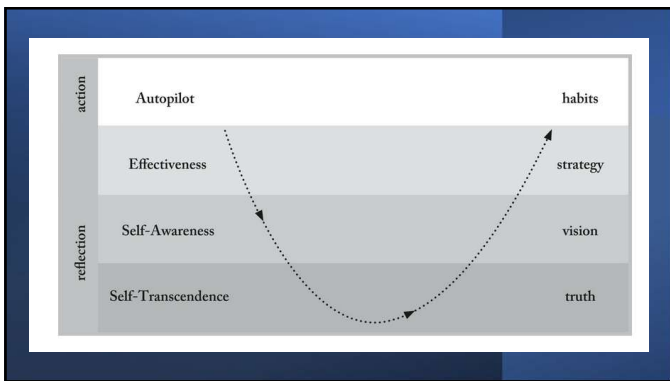 action
Autopilot habits
Effectiveness strategy
reflection
Self-Awareness vision
Self-Transcendence truth